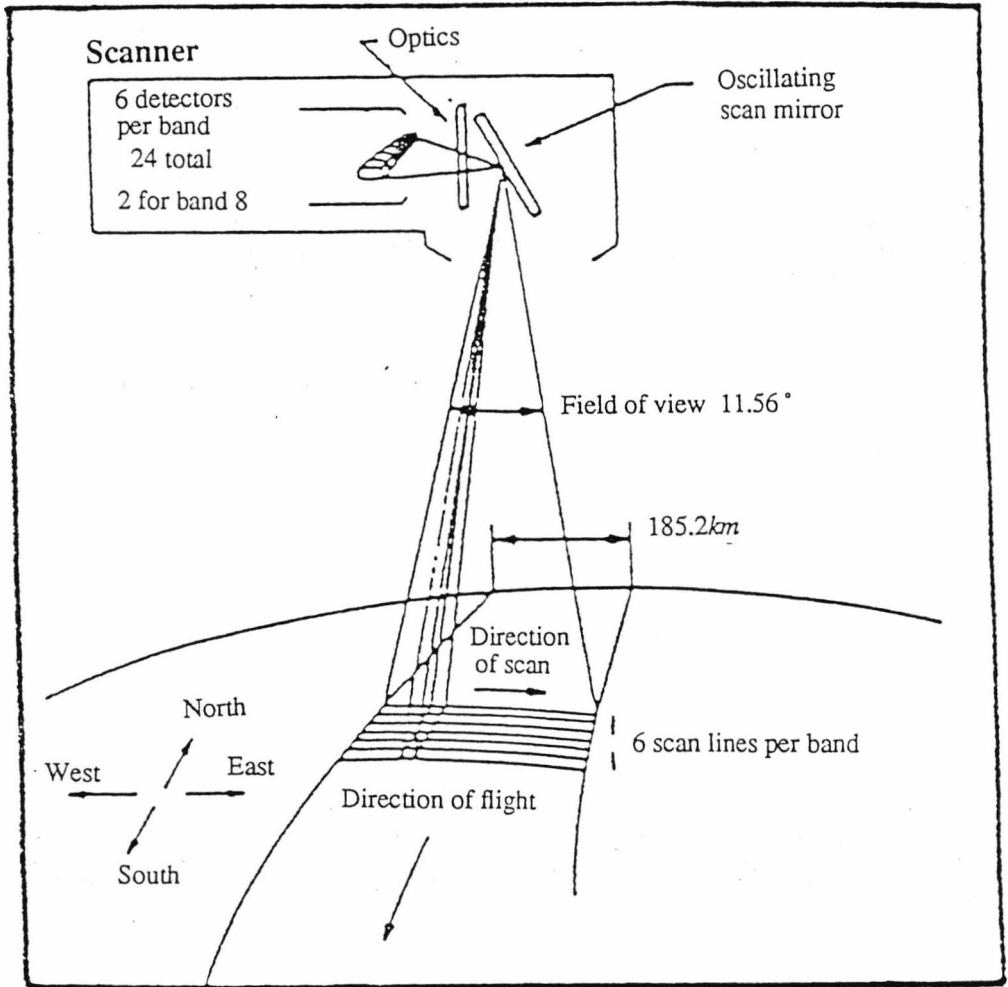 Scanner
Optics
Oscillating
scan mirror
6 detectors
per band
24 total
2 for band 8
Field of view 11.56°
185.2km
Direction
of scan
North
West
East
South
6 scan lines per band
Direction of flight